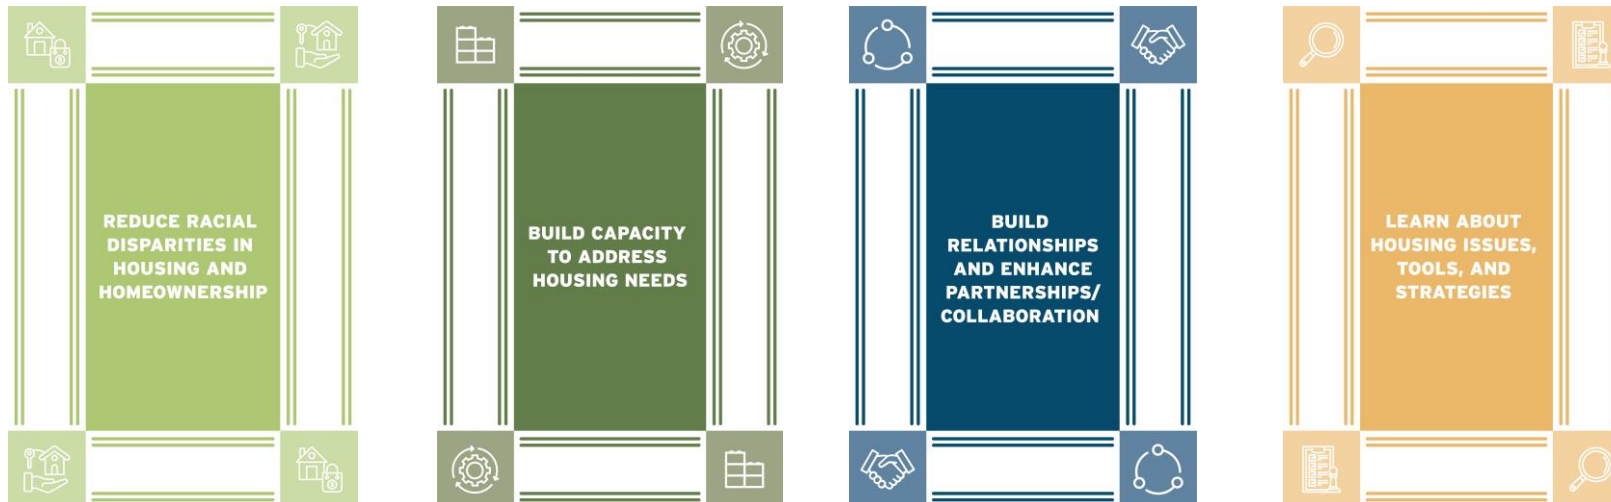 REDUCE RACIAL
DISPARITIES IN
HOUSING AND
HOMEOWNERSHIP
BUILD CAPACITY
TO ADDRESS
HOUSING NEEDS
BUILD
RELATIONSHIPS
AND ENHANCE
PARTNERSHIPS/
COLLABORATION
LEARN ABOUT
HOUSING ISSUES,
TOOLS, AND
STRATEGIES